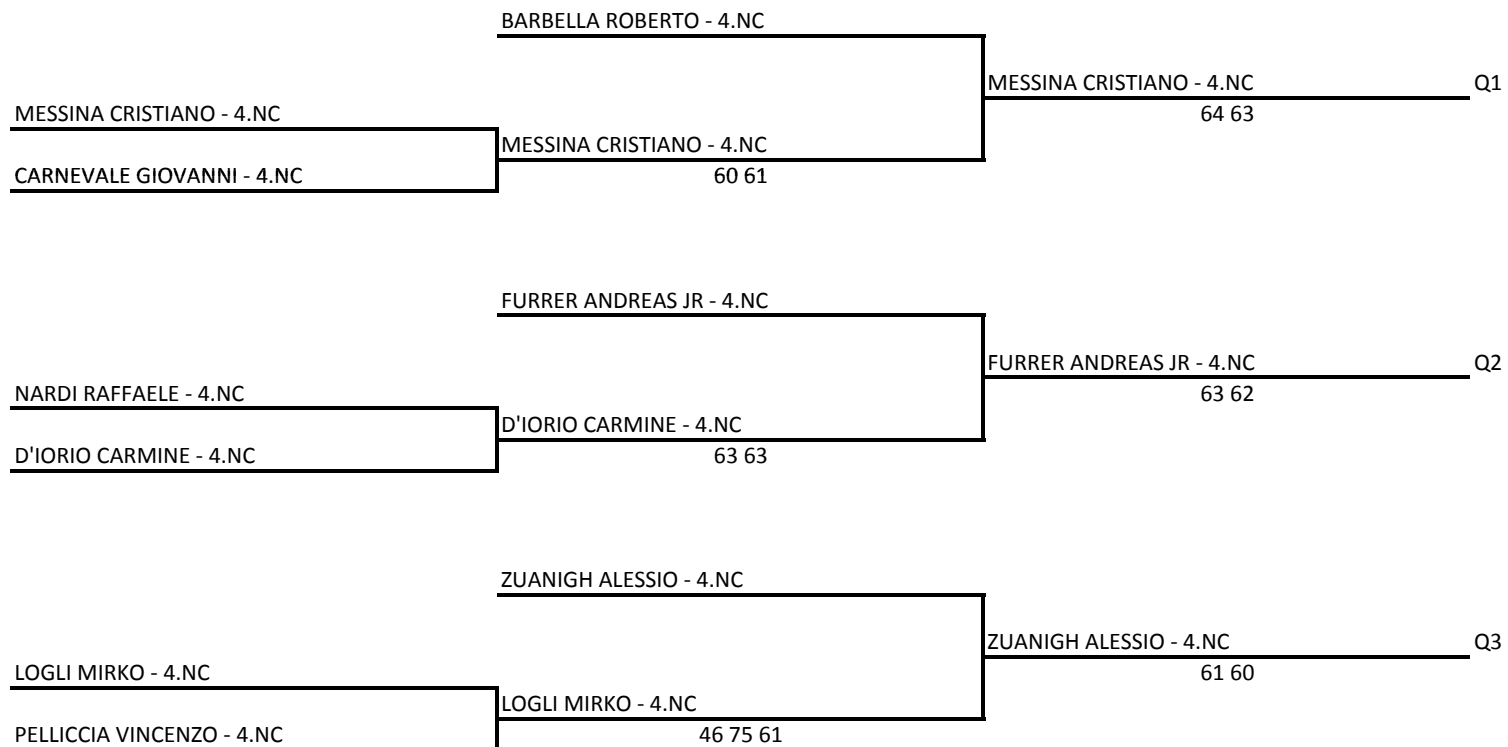 BARBELLA ROBERTO - 4.NC
MESSINA CRISTIANO - 4.NC Q1
MESSINA CRISTIANO - 4.NC 64 63
MESSINA CRISTIANO - 4.NC
CARNEVALE GIOVANNI - 4.NC 60 61
FURRER ANDREAS JR - 4.NC
FURRER ANDREAS JR - 4.NC Q2
NARDI RAFFAELE - 4.NC 63 62
D'IORIO CARMINE - 4.NC
D'IORIO CARMINE - 4.NC 63 63
ZUANIGH ALESSIO - 4.NC
ZUANIGH ALESSIO - 4.NC Q3
LOGLI MIRKO - 4.NC 61 60
LOGLI MIRKO - 4.NC
PELLICCIA VINCENZO - 4.NC 46 75 61